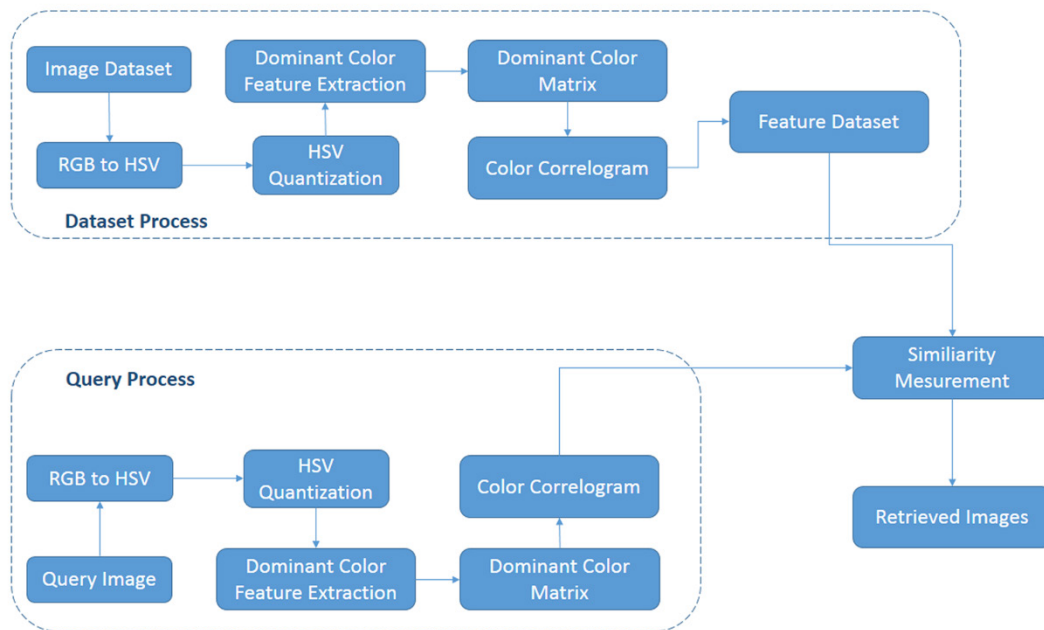 Image Dataset
RGB to HSV
HSV
Quantization
Dominant Color
Feature Extraction
Dominant Color
Matrix
Color Correlogram
Feature Dataset
Dataset Process
Query Process
Query Image
RGB to HSV
HSV
Quantization
Dominant Color
Feature Extraction
Dominant Color
Matrix
Color Correlogram
Similiarity
Mesurement
Retrieved Images